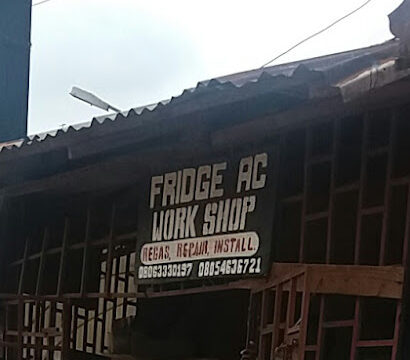 FRIDGE AC
WORK SHOP
REGAS, REPAIR, INSTALL.
08063330197 08054636721